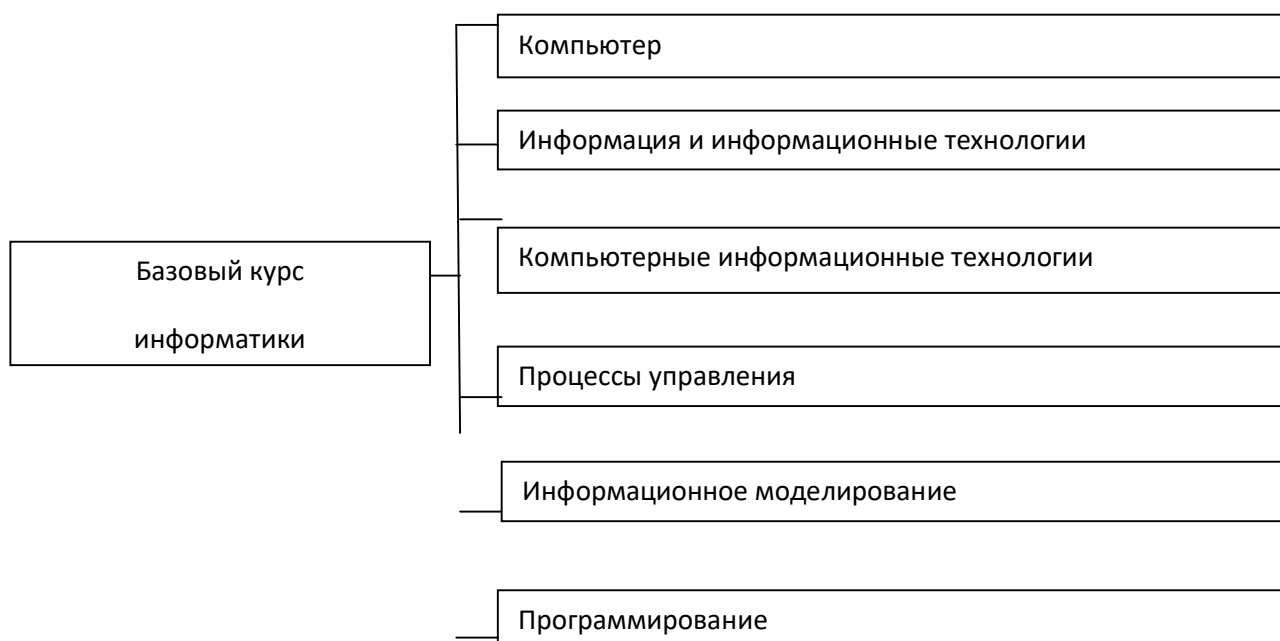 Компьютер
Информация и информационные технологии
Базовый курс
информатики
Компьютерные информационные технологии
Процессы управления
Информационное моделирование
Программирование